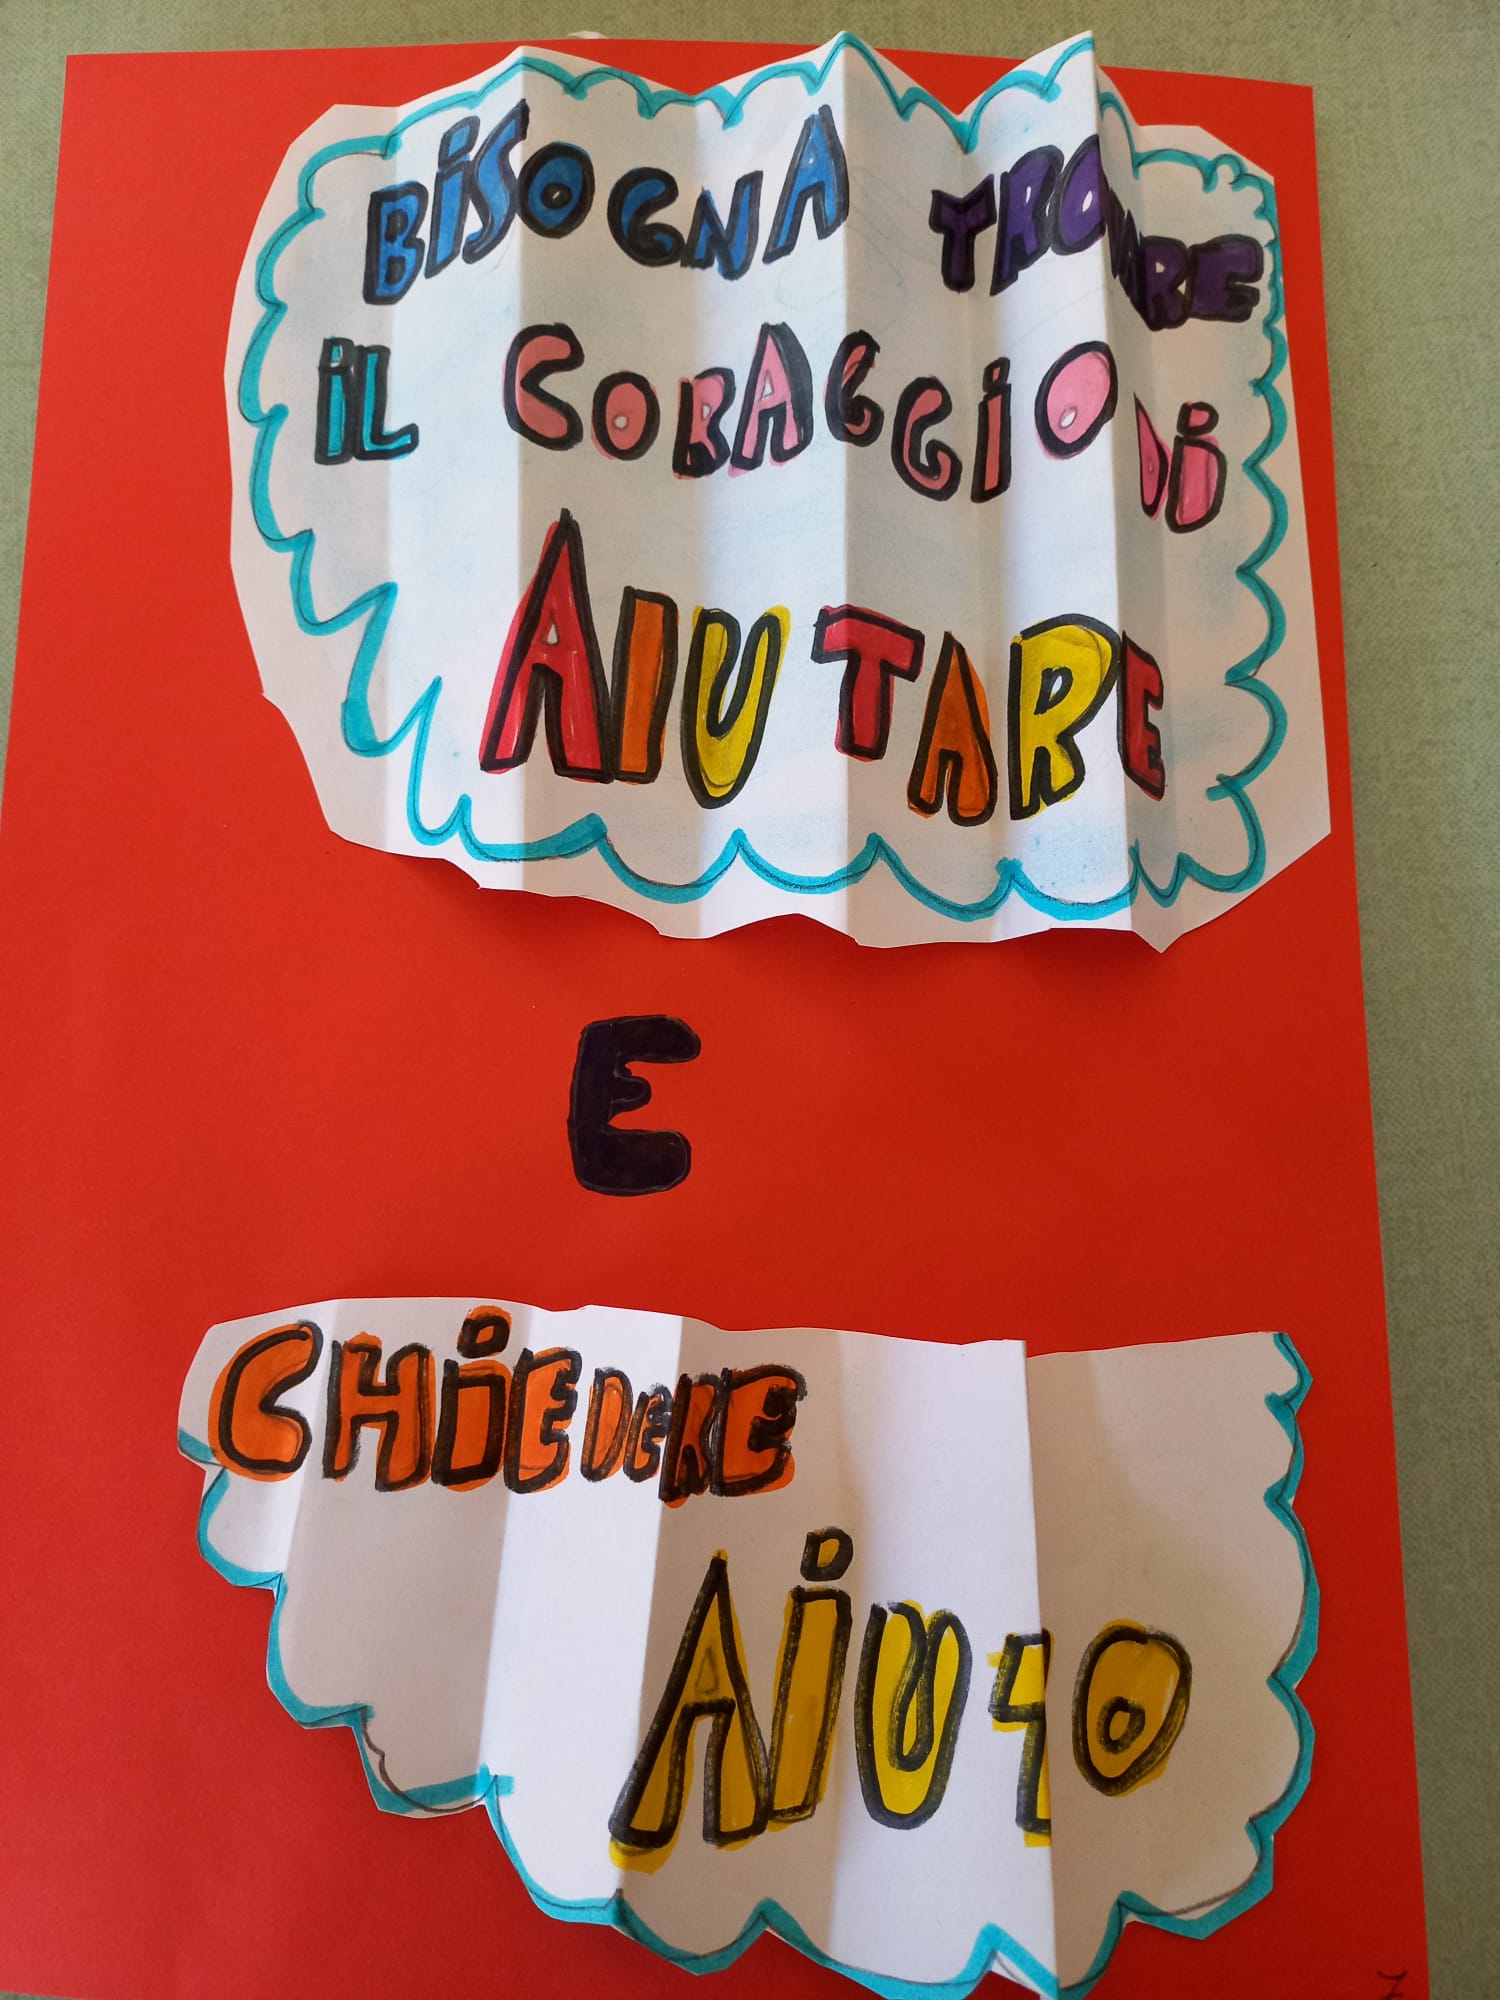 BISOGNA TROVARE
IL CORAGGIO DI
AIUTARE
E
CHIEDERE
AIUTO